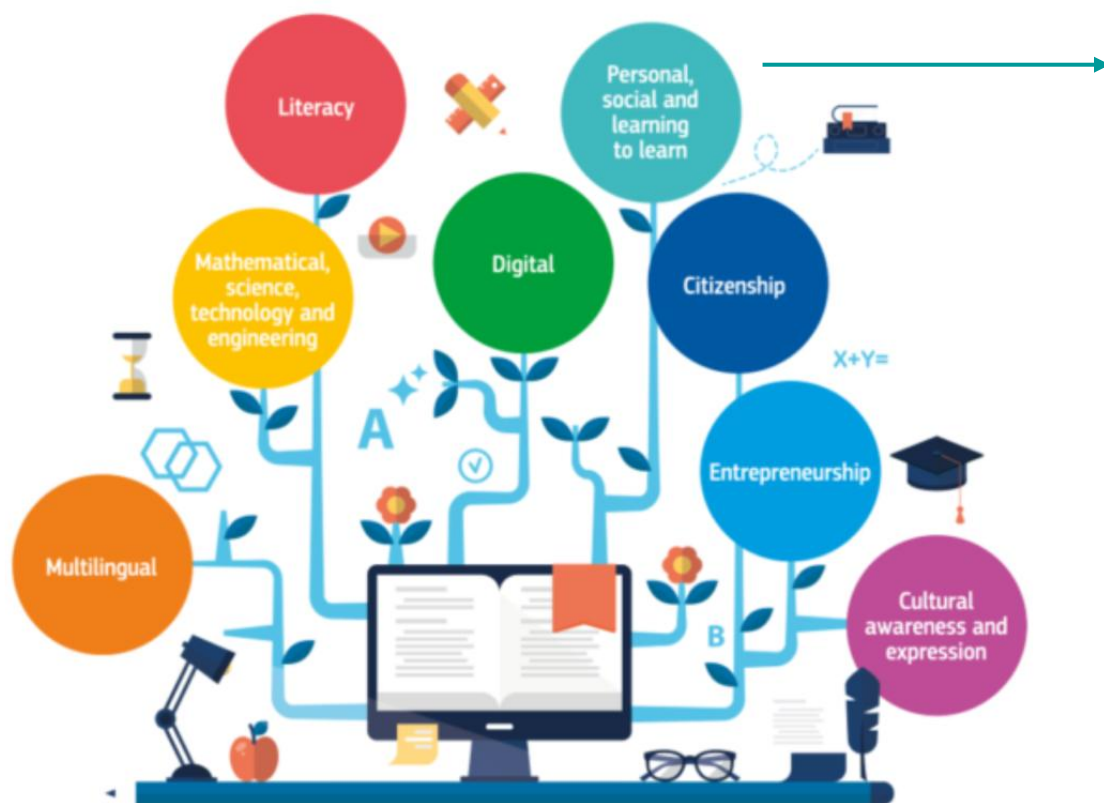 Literacy
Personal,
social and
learning
to learn
Mathematical,
science,
technology and
engineering
Digital
Citizenship
X+Y=
A
Entrepreneurship
Multilingual
Cultural
awareness and
expression
B